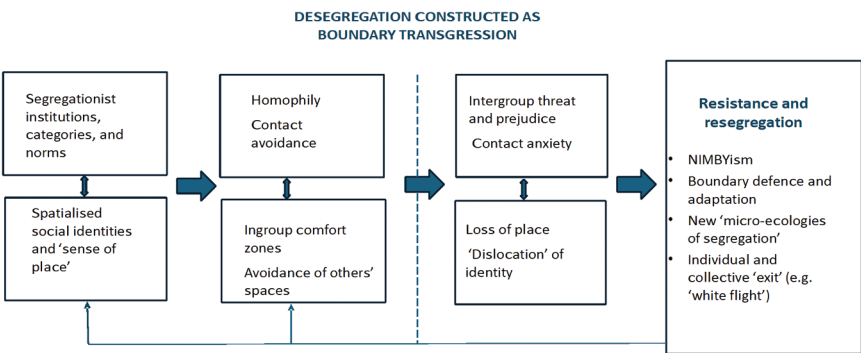 DESEGREGATION CONSTRUCTED AS
BOUNDARY TRANSGRESSION
Segregationist
institutions,
categories, and
norms
Spatialised
social identities
and ‘sense of
place’
Homophily
Contact
avoidance
Ingroup comfort
zones
Avoidance of others’
spaces
Intergroup threat
and prejudice
Contact anxiety
Loss of place
‘Dislocation’ of
identity
Resistance and
resegregation
• NIMBYism
• Boundary defence and
adaptation
• New ‘micro-ecologies
of segregation’
• Individual and
collective ‘exit’ (e.g.
‘white flight’)